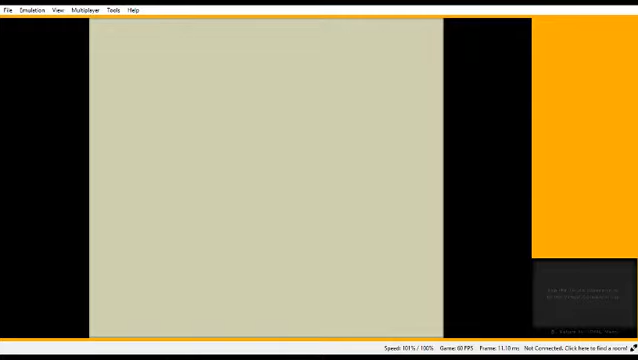 File Emulation View Multiplayer Tools Help
Speed: 101% / 100% Game: 60 FPS Frame: 11.10 ms Not Connected. Click here to find a room!